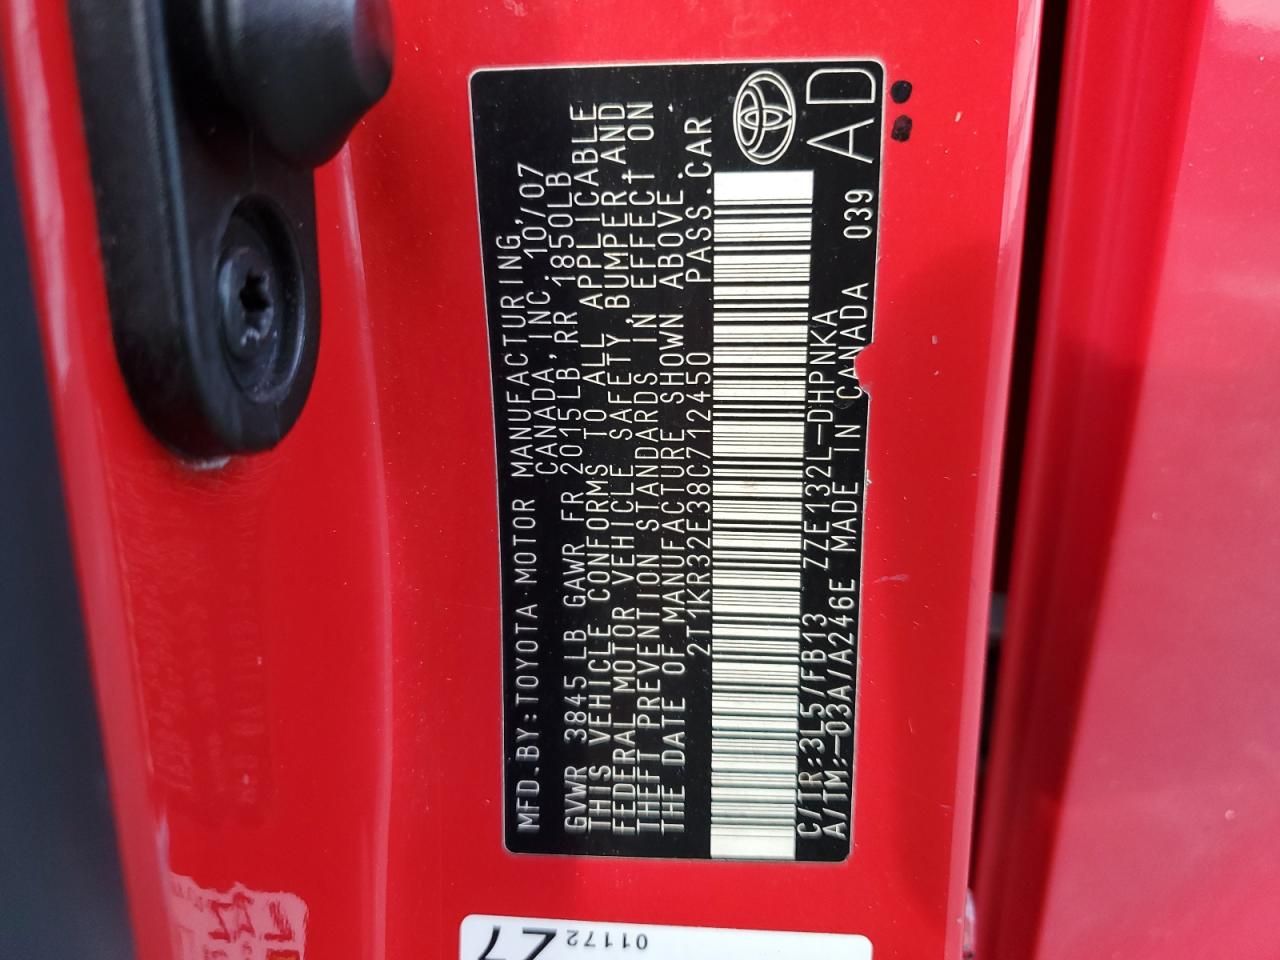 MFD.BY:TOYOTA MOTOR MANUFACTURING,
CANADA,INC. 10/07
GVWR 3845LB GAWR FR 2015LB,RR 1850LB
THIS VEHICLE CONFORMS TO ALL APPLICABLE
FEDERAL MOTOR VEHICLE SAFETY, BUMPER,AND
THEFT PREVENTION STANDARDS IN EFFECT ON
THE DATE OF MANUFACTURE SHOWN ABOVE.
2T1KR32E38C712450 PASS.CAR
C/TR:3L5/FB13 ZZE132L-DHPNKA
A/TM:-03A/A246E MADE IN CANADA 039
AD
01172